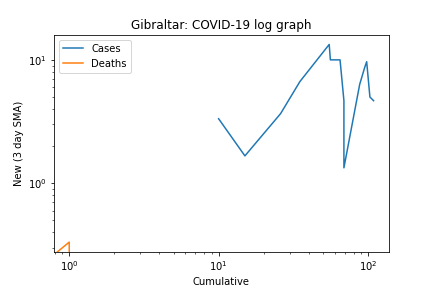 Gibraltar: COVID-19 log graph
Cases
Deaths
New (3 day SMA)
10¹
10⁰
10⁰ 10¹ 10²
Cumulative